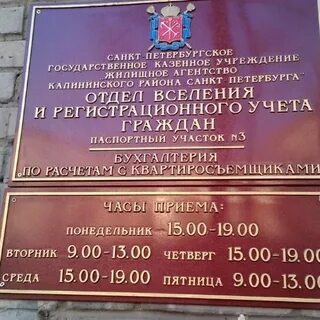 САНКТ-ПЕТЕРБУРГСКОЕ
ГОСУДАРСТВЕННОЕ КАЗЕННОЕ УЧРЕЖДЕНИЕ
"ЖИЛИЩНОЕ АГЕНТСТВО
КАЛИНИНСКОГО РАЙОНА САНКТ-ПЕТЕРБУРГА"
ОТДЕЛ ВСЕЛЕНИЯ
И РЕГИСТРАЦИОННОГО УЧЕТА
ГРАЖДАН
ПАСПОРТНЫЙ УЧАСТОК №3
БУХГАЛТЕРИЯ
ПО РАСЧЕТАМ С КВАРТИРОСЪЕМЩИКАМИ
ЧАСЫ ПРИЕМА:
ПОНЕДЕЛЬНИК 15.00-19.00
ВТОРНИК 9.00-13.00 ЧЕТВЕРГ 15.00-19.00
СРЕДА 15.00-19.00 ПЯТНИЦА 9.00-13.0